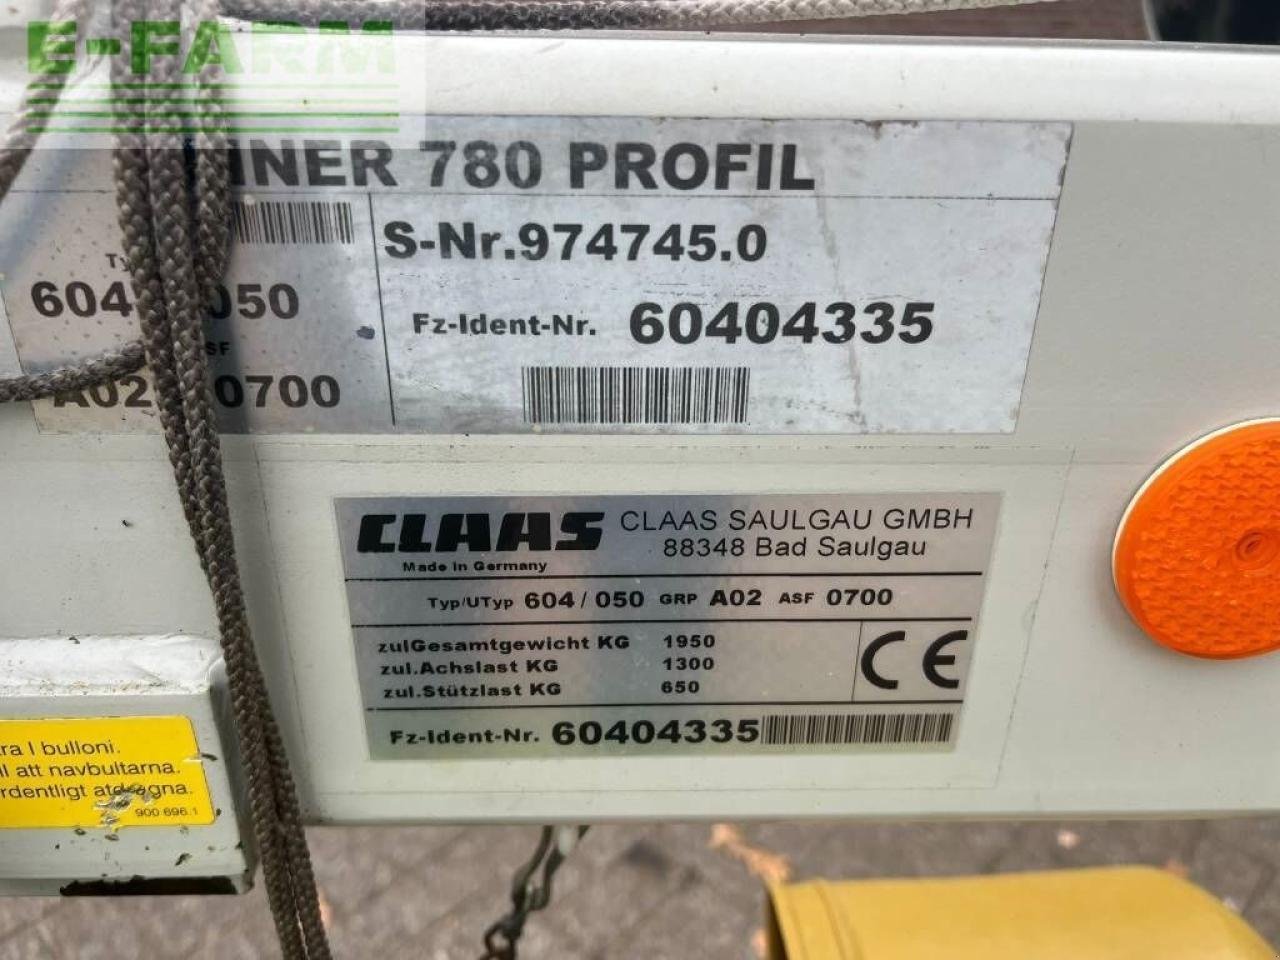 E-FARM
INER 780 PROFIL
S-Nr.974745.0
604 050
Fz-Ident-Nr. 60404335
SF
A02 0700
CLAAS CLAAS SAULGAU GMBH
Made in Germany 88348 Bad Saulgau
Typ/UTyp 604 / 050 GRP A02 ASF 0700
zulGesamtgewicht KG 1950
zul.Achslast KG 1300
zul.Stützlast KG 650
CE
Fz-Ident-Nr. 60404335
ra I bulloni.
ll att navbultarna.
rdentligt atdragna.
900 696.1